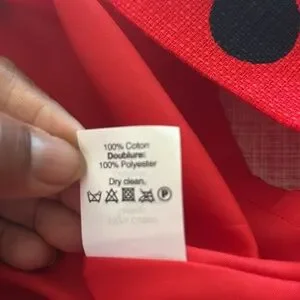 100% Cotton
Doublure:
100% Polyester
Dry clean.
P